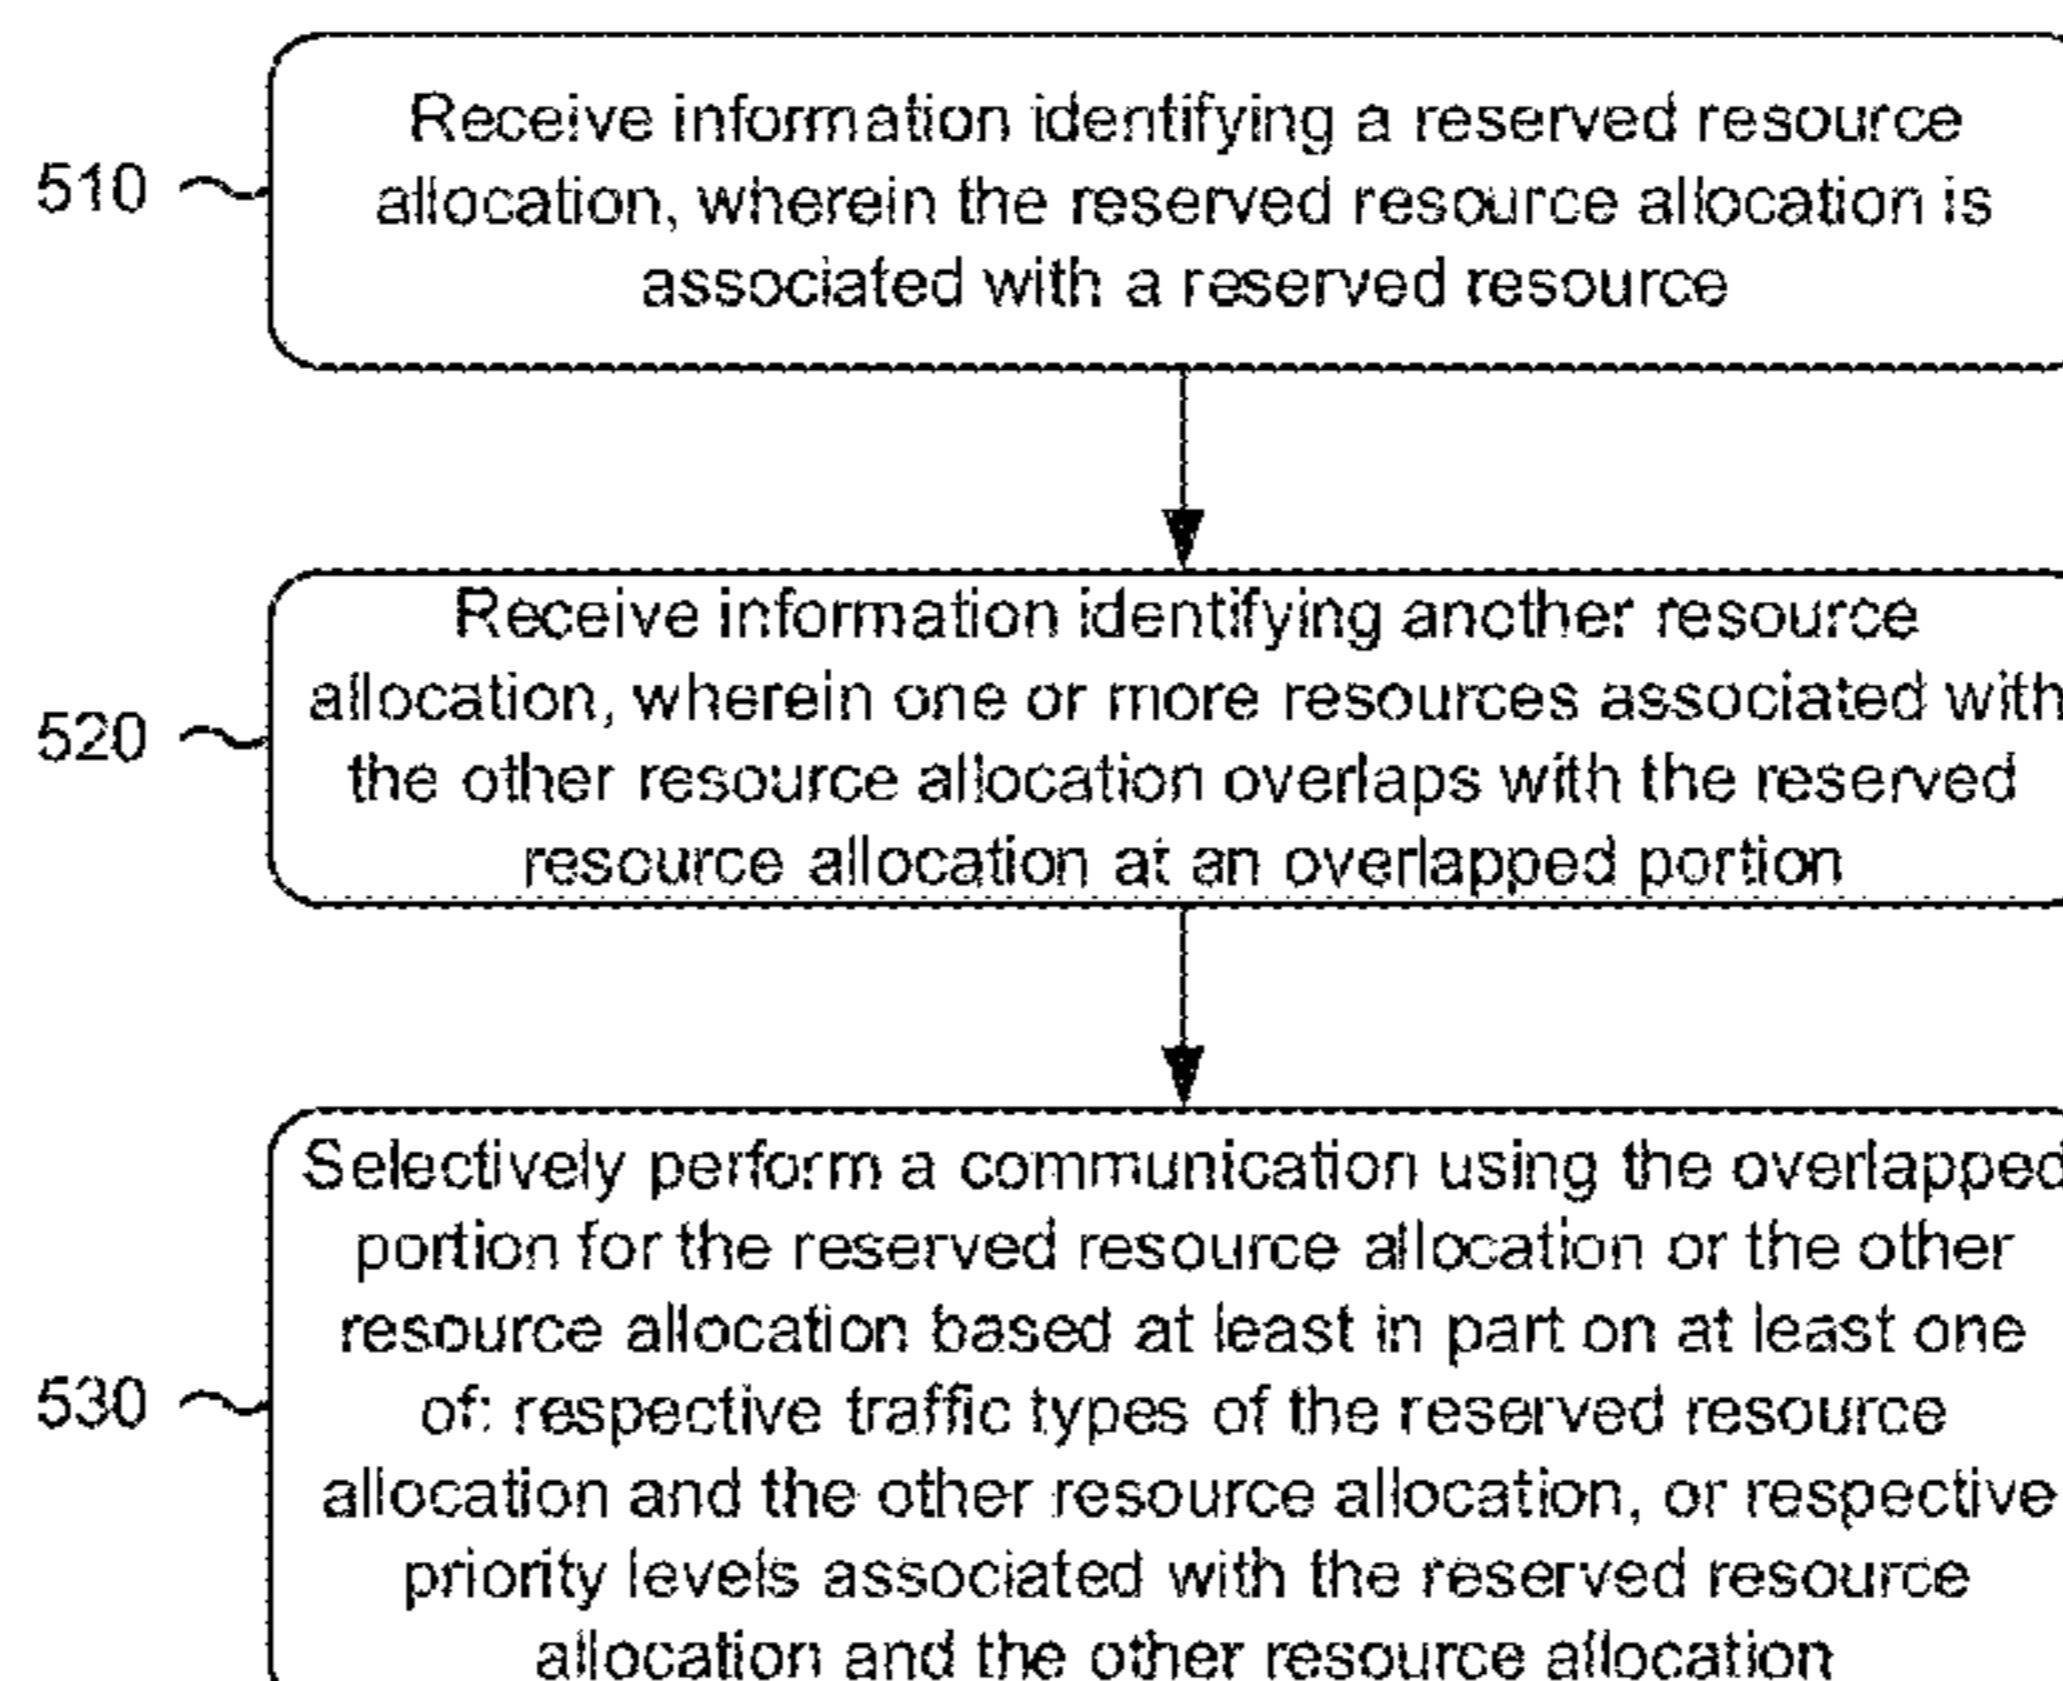 510
Receive information identifying a reserved resource
allocation, wherein the reserved resource allocation is
associated with a reserved resource
520
Receive information identifying another resource
allocation, wherein one or more resources associated with
the other resource allocation overlaps with the reserved
resource allocation at an overlapped portion
530
Selectively perform a communication using the overlapped
portion for the reserved resource allocation or the other
resource allocation based at least in part on at least one
of: respective traffic types of the reserved resource
allocation and the other resource allocation, or respective
priority levels associated with the reserved resource
allocation and the other resource allocation